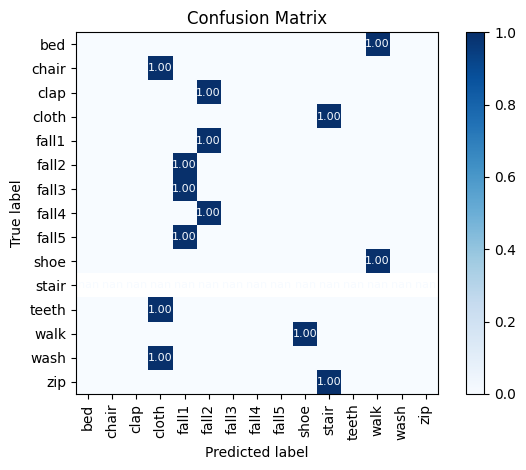 Confusion Matrix
True label
bed 1.00
chair 1.00
clap 1.00
cloth 1.00
fall1 1.00
fall2 1.00
fall3 1.00
fall4 1.00
fall5 1.00
shoe 1.00
stair
teeth 1.00
walk 1.00
wash 1.00
zip 1.00
bed chair clap cloth fall1 fall2 fall3 fall4 fall5 shoe stair teeth walk wash zip
Predicted label
1.0
0.8
0.6
0.4
0.2
0.0